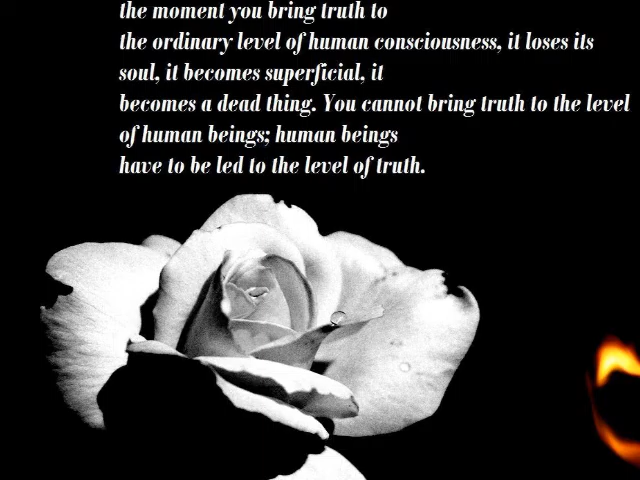 the moment you bring truth to
the ordinary level of human consciousness, it loses its
soul, it becomes superficial, it
becomes a dead thing. You cannot bring truth to the level
of human beings; human beings
have to be led to the level of truth.